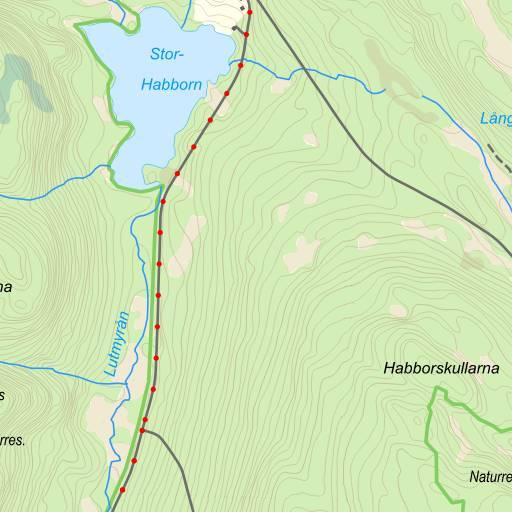 Stor-
Habborn
Lång
na
Lutmyrån
Habborskullarna
s
rres.
Naturre